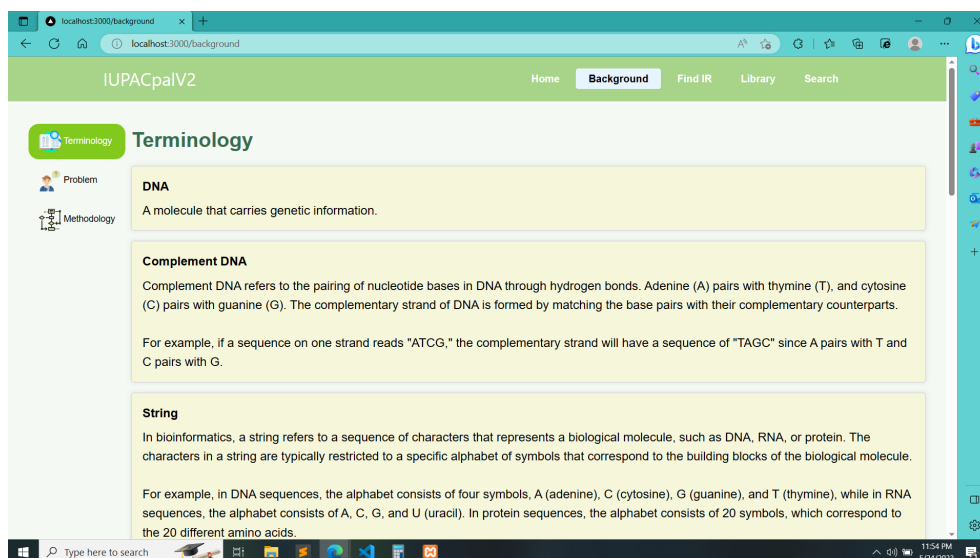 localhost:3000/background
localhost:3000/background
IUPACpalV2
Home
Background
Find IR
Library
Search
Terminology
Problem
Methodology
Terminology
DNA
A molecule that carries genetic information.
Complement DNA
Complement DNA refers to the pairing of nucleotide bases in DNA through hydrogen bonds. Adenine (A) pairs with thymine (T), and cytosine
(C) pairs with guanine (G). The complementary strand of DNA is formed by matching the base pairs with their complementary counterparts.
For example, if a sequence on one strand reads "ATCG," the complementary strand will have a sequence of "TAGC" since A pairs with T and
C pairs with G.
String
In bioinformatics, a string refers to a sequence of characters that represents a biological molecule, such as DNA, RNA, or protein. The
characters in a string are typically restricted to a specific alphabet of symbols that correspond to the building blocks of the biological molecule.
For example, in DNA sequences, the alphabet consists of four symbols, A (adenine), C (cytosine), G (guanine), and T (thymine), while in RNA
sequences, the alphabet consists of A, C, G, and U (uracil). In protein sequences, the alphabet consists of 20 symbols, which correspond to
the 20 different amino acids.
Type here to search
11:54 PM